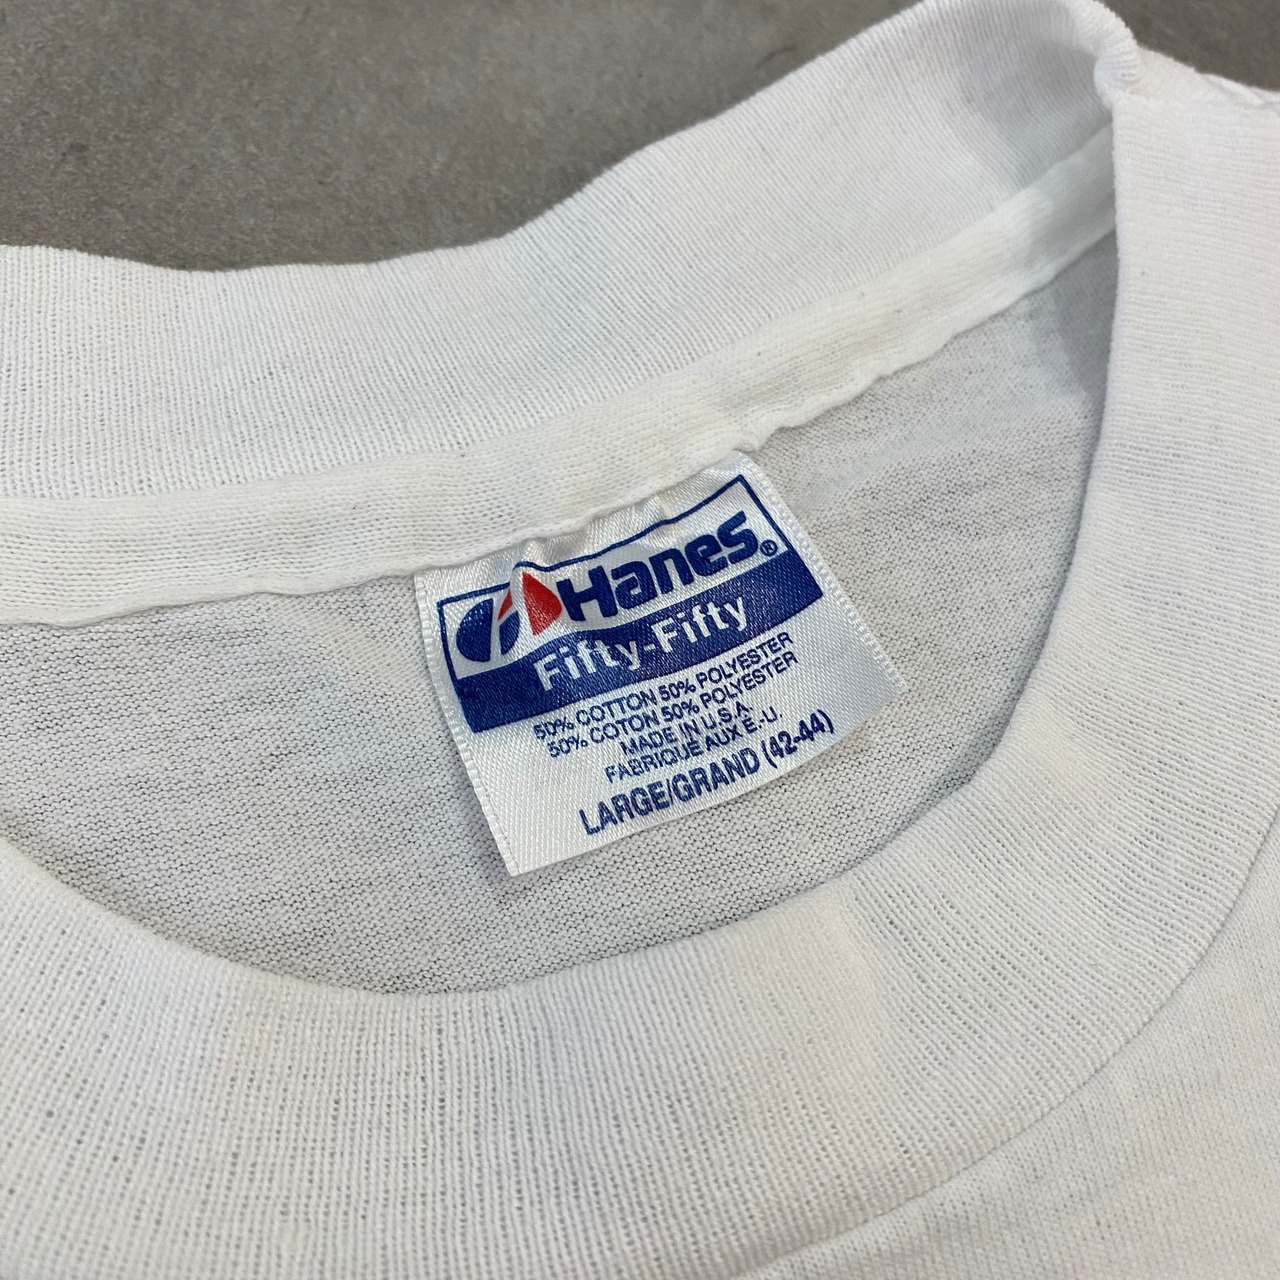 Hanes®
Fifty-Fifty
50% COTTON 50% POLYESTER
50% COTON 50% POLYESTER
MADE IN U.S.A.
FABRIQUE AUX É.-U.
LARGE/GRAND (42-44)